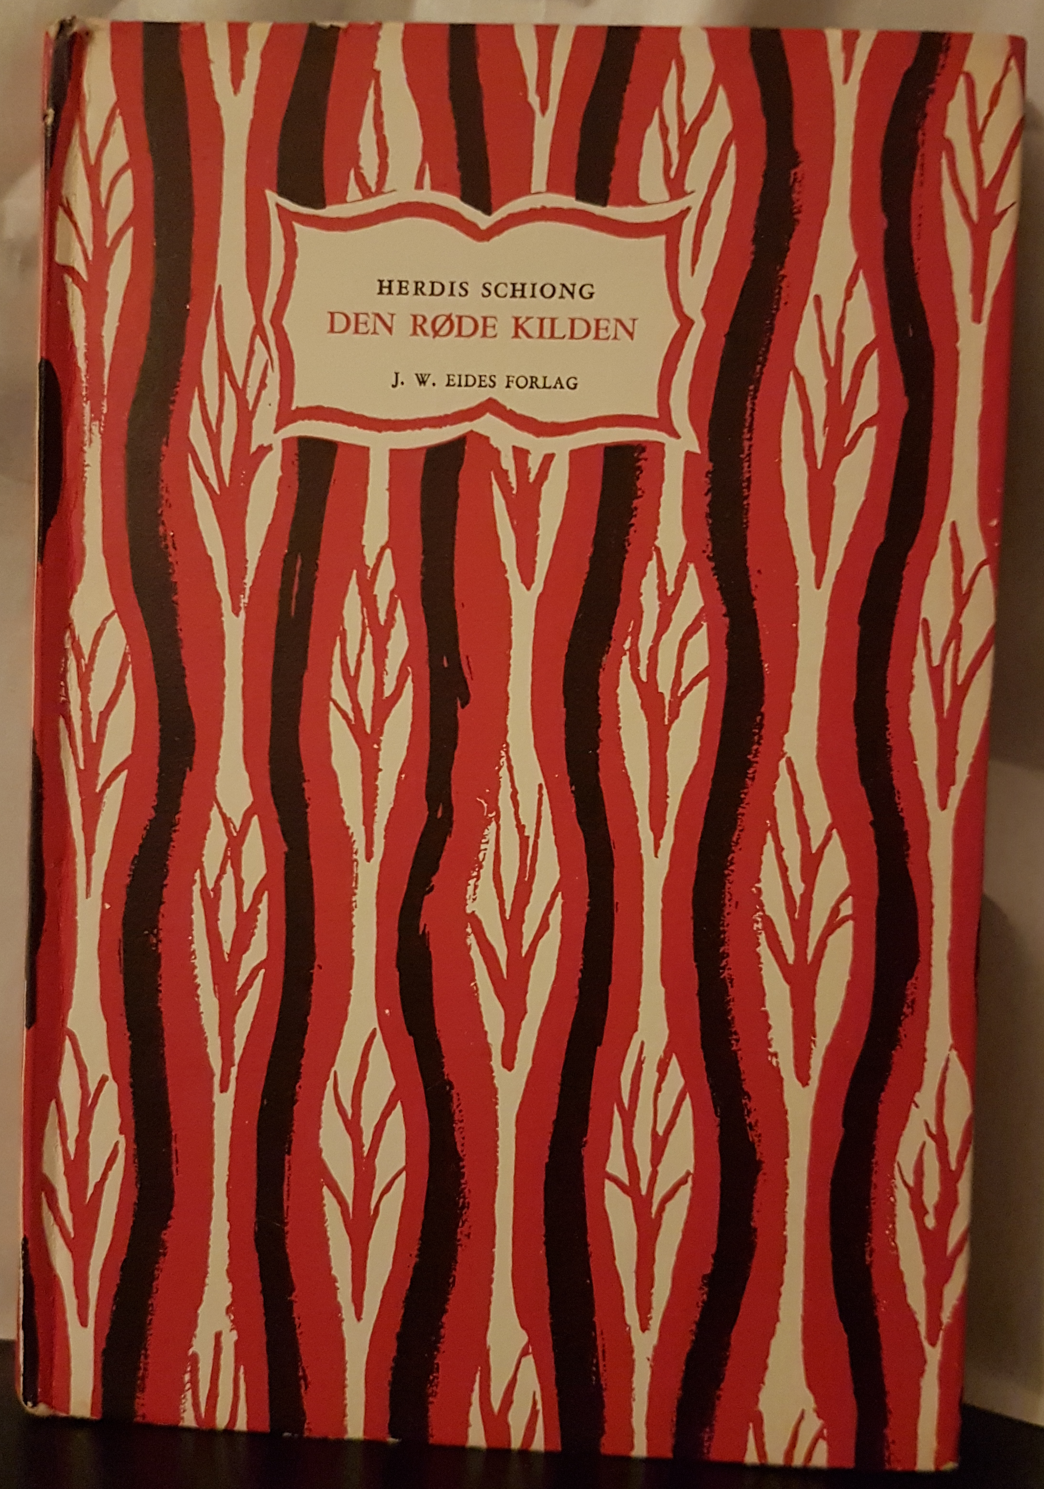 HERDIS SCHIONG
DEN RØDE KILDEN
J. W. EIDES FORLAG